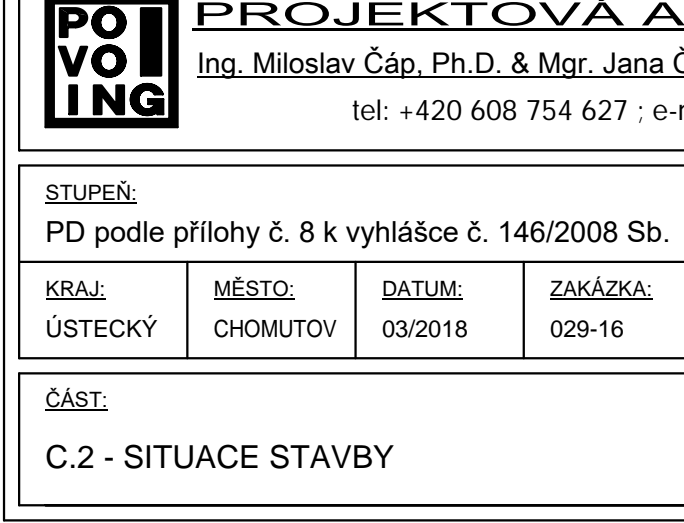 PO
VO
ING
PROJEKTOVÁ A
Ing. Miloslav Čáp, Ph.D. & Mgr. Jana Č
tel: +420 608 754 627 ; e-
STUPEŇ:
PD podle přílohy č. 8 k vyhlášce č. 146/2008 Sb.
KRAJ: MĚSTO: DATUM: ZAKÁZKA:
ÚSTECKÝ CHOMUTOV 03/2018 029-16
ČÁST:
C.2 - SITUACE STAVBY